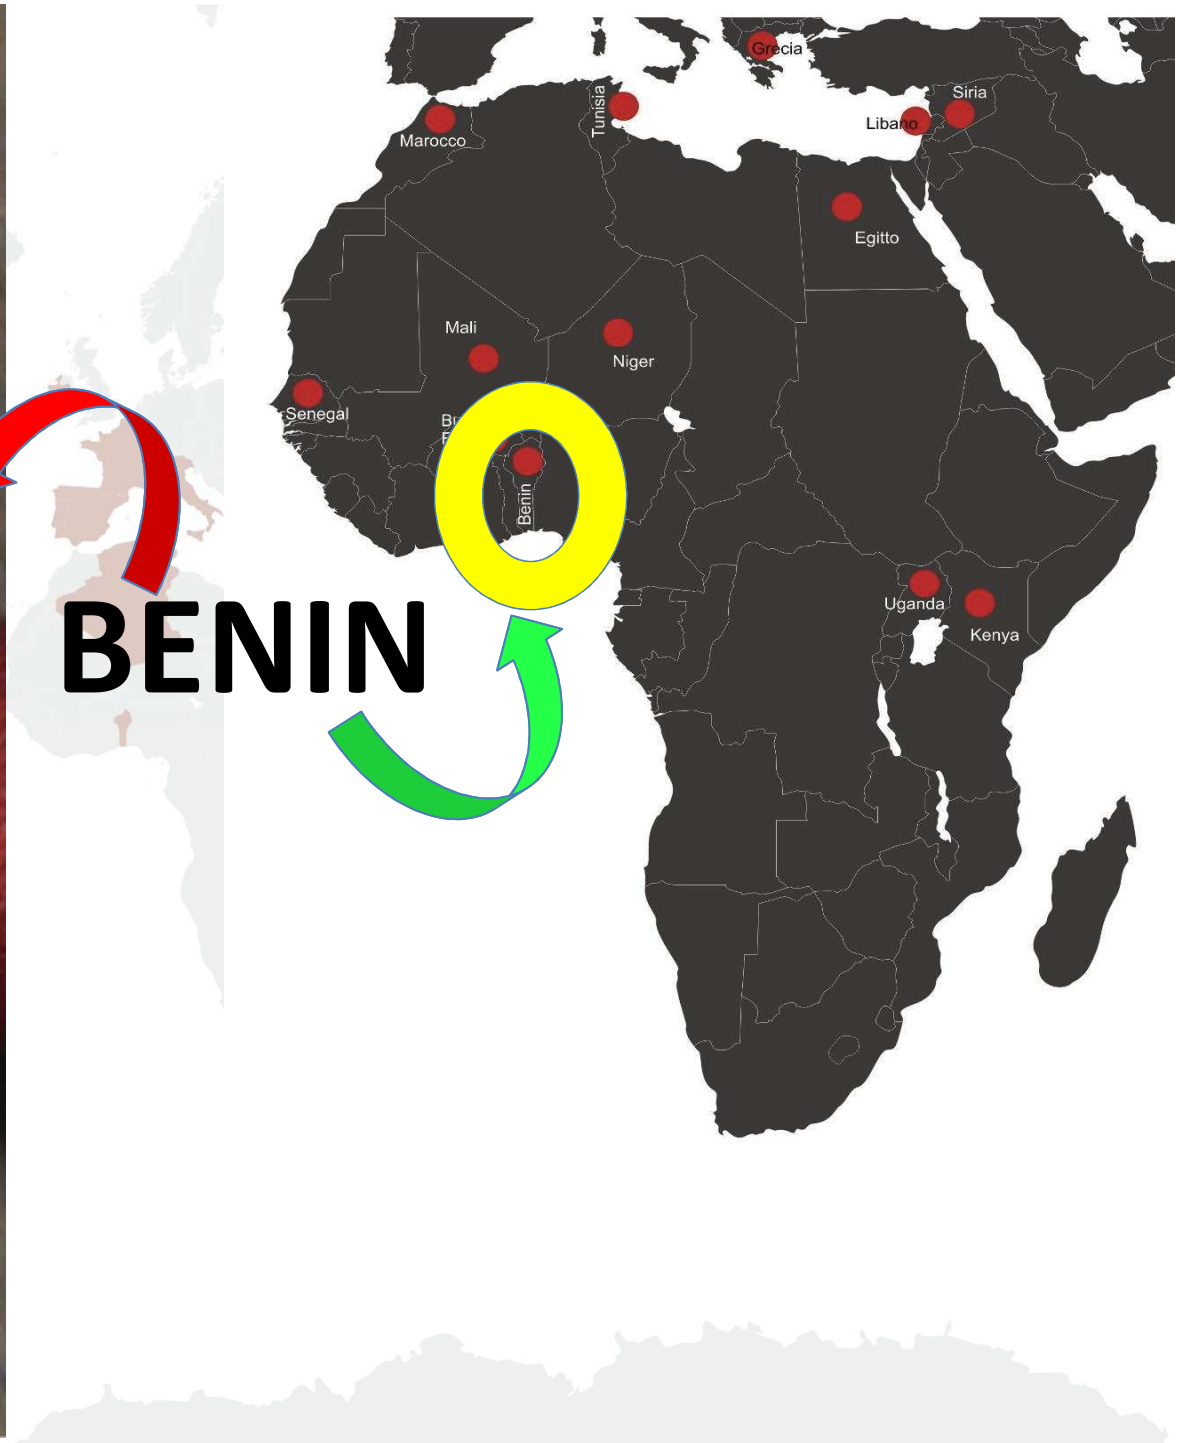 Grecia
Siria
Tunisia
Libano
Marocco
Egitto
Mali
Niger
Senegal
Benin
BENIN
Uganda
Kenya